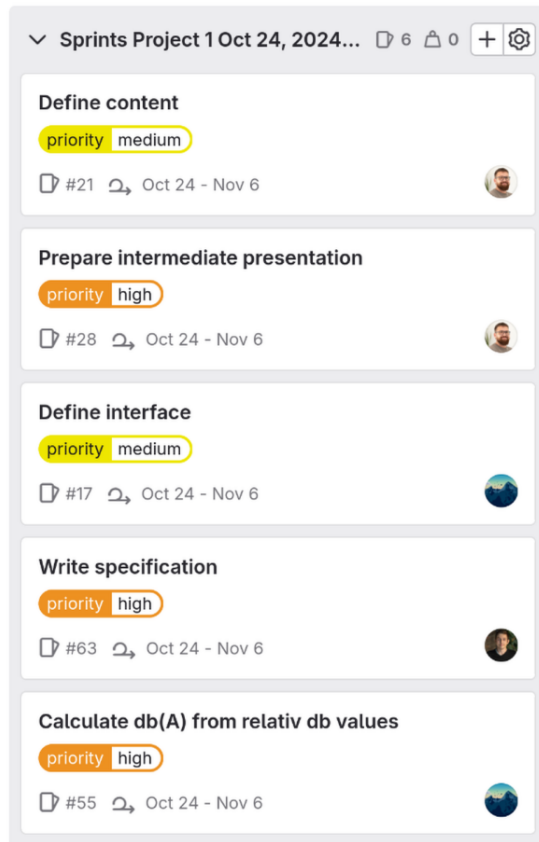 Sprints Project 1 Oct 24, 2024... 6 0
Define content
priority medium
#21 Oct 24 - Nov 6
Prepare intermediate presentation
priority high
#28 Oct 24 - Nov 6
Define interface
priority medium
#17 Oct 24 - Nov 6
Write specification
priority high
#63 Oct 24 - Nov 6
Calculate db(A) from relativ db values
priority high
#55 Oct 24 - Nov 6